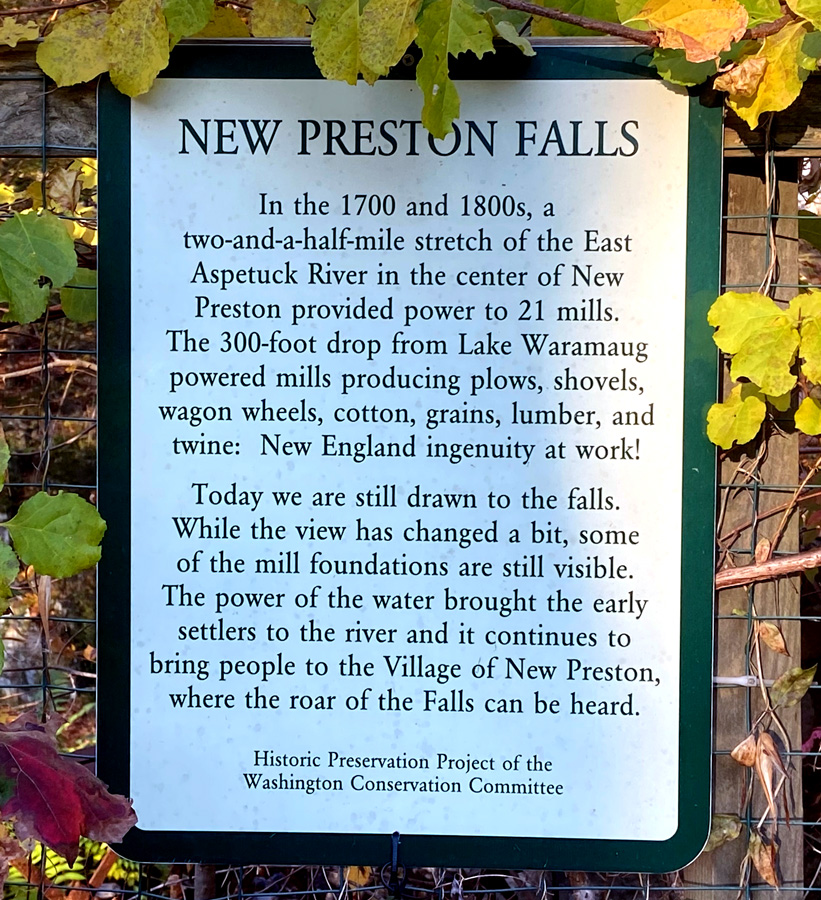 NEW PRESTON FALLS
In the 1700 and 1800s, a
two-and-a-half-mile stretch of the East
Aspetuck River in the center of New
Preston provided power to 21 mills.
The 300-foot drop from Lake Waramaug
powered mills producing plows, shovels,
wagon wheels, cotton, grains, lumber, and
twine:  New England ingenuity at work!
Today we are still drawn to the falls.
While the view has changed a bit, some
of the mill foundations are still visible.
The power of the water brought the early
settlers to the river and it continues to
bring people to the Village of New Preston,
where the roar of the Falls can be heard.
Historic Preservation Project of the
Washington Conservation Committee